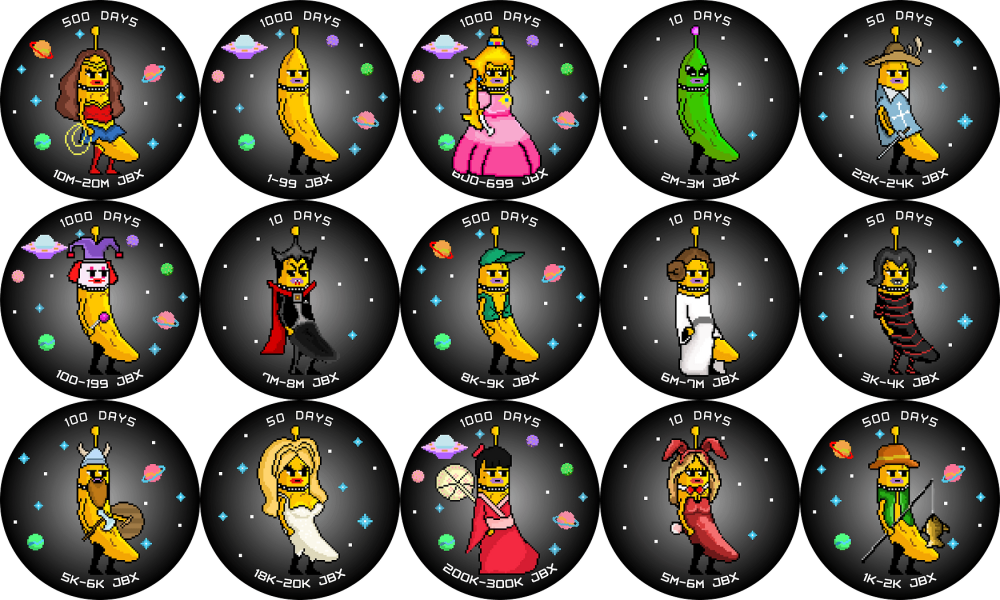 500 DAYS
10M-20M JBX
1000 DAYS
1-99 JBX
1000 DAYS
600-699 JBX
10 DAYS
2M-3M JBX
50 DAYS
22K-24K JBX
1000 DAYS
100-199 JBX
10 DAYS
7M-8M JBX
500 DAYS
8K-9K JBX
10 DAYS
6M-7M JBX
50 DAYS
3K-4K JBX
100 DAYS
5K-6K JBX
50 DAYS
18K-20K JBX
1000 DAYS
200K-300K JBX
10 DAYS
5M-6M JBX
500 DAYS
1K-2K JBX